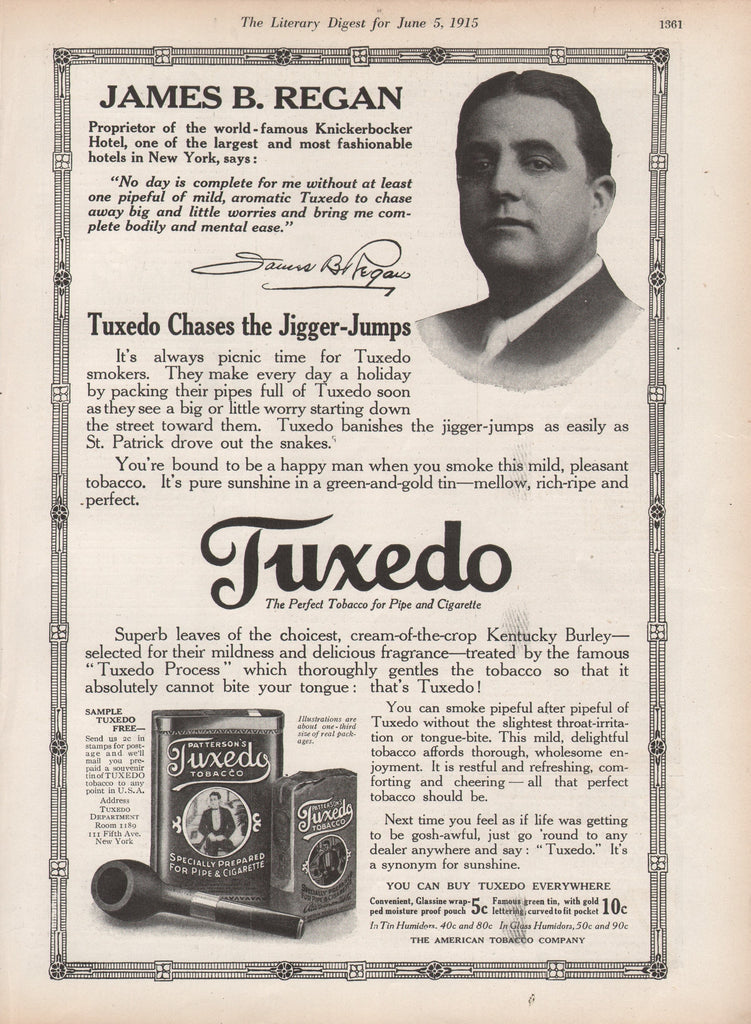 The Literary Digest for June 5, 1915
1361
JAMES B. REGAN
Proprietor of the world-famous Knickerbocker
Hotel, one of the largest and most fashionable
hotels in New York, says:
"No day is complete for me without at least
one pipeful of mild, aromatic Tuxedo to chase
away big and little worries and bring me com-
plete bodily and mental ease."
James B Regan
Tuxedo Chases the Jigger-Jumps
It's always picnic time for Tuxedo
smokers. They make every day a holiday
by packing their pipes full of Tuxedo soon
as they see a big or little worry starting down
the street toward them. Tuxedo banishes the jigger-jumps as easily as
St. Patrick drove out the snakes.
You're bound to be a happy man when you smoke this mild, pleasant
tobacco. It's pure sunshine in a green-and-gold tin—mellow, rich-ripe and
perfect.
Tuxedo
The Perfect Tobacco for Pipe and Cigarette
Superb leaves of the choicest, cream-of-the-crop Kentucky Burley—
selected for their mildness and delicious fragrance—treated by the famous
"Tuxedo Process" which thoroughly gentles the tobacco so that it
absolutely cannot bite your tongue: that's Tuxedo!
SAMPLE
TUXEDO
FREE—
Send us 2c in
stamps for post-
age and we'll
mail you pre-
paid a souvenir
tin of TUXEDO
tobacco to any
point in U.S.A.
Address
TUXEDO
DEPARTMENT
Room 1189
111 Fifth Ave.
New York
Illustrations are
about one-third
size of real pack-
ages.
PATTERSON'S
Tuxedo
TOBACCO
SPECIALLY PREPARED
FOR PIPE & CIGARETTE
PATTERSON'S
Tuxedo
TOBACCO
SPECIALLY PREPARED
FOR PIPE & CIGARETTE
You can smoke pipeful after pipeful of
Tuxedo without the slightest throat-irrita-
tion or tongue-bite. This mild, delightful
tobacco affords thorough, wholesome en-
joyment. It is restful and refreshing, com-
forting and cheering—all that perfect
tobacco should be.
Next time you feel as if life was getting
to be gosh-awful, just go 'round to any
dealer anywhere and say: "Tuxedo." It's
a synonym for sunshine.
YOU CAN BUY TUXEDO EVERYWHERE
Convenient, Glassine wrap-
ped moisture proof pouch 5c
Famous green tin, with gold
lettering, curved to fit pocket 10c
In Tin Humidors, 40c and 80c In Glass Humidors, 50c and 90c
THE AMERICAN TOBACCO COMPANY